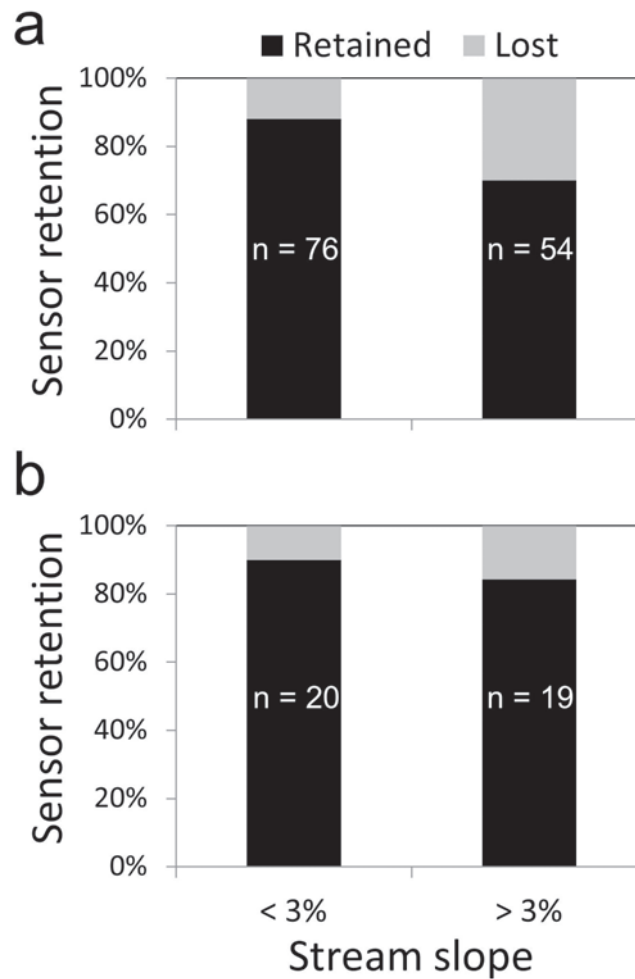 a
Retained Lost
Sensor retention
100%
80%
60%
40%
20%
0%
n = 76 n = 54
b
Sensor retention
100%
80%
60%
40%
20%
0%
n = 20 n = 19
< 3% > 3%
Stream slope